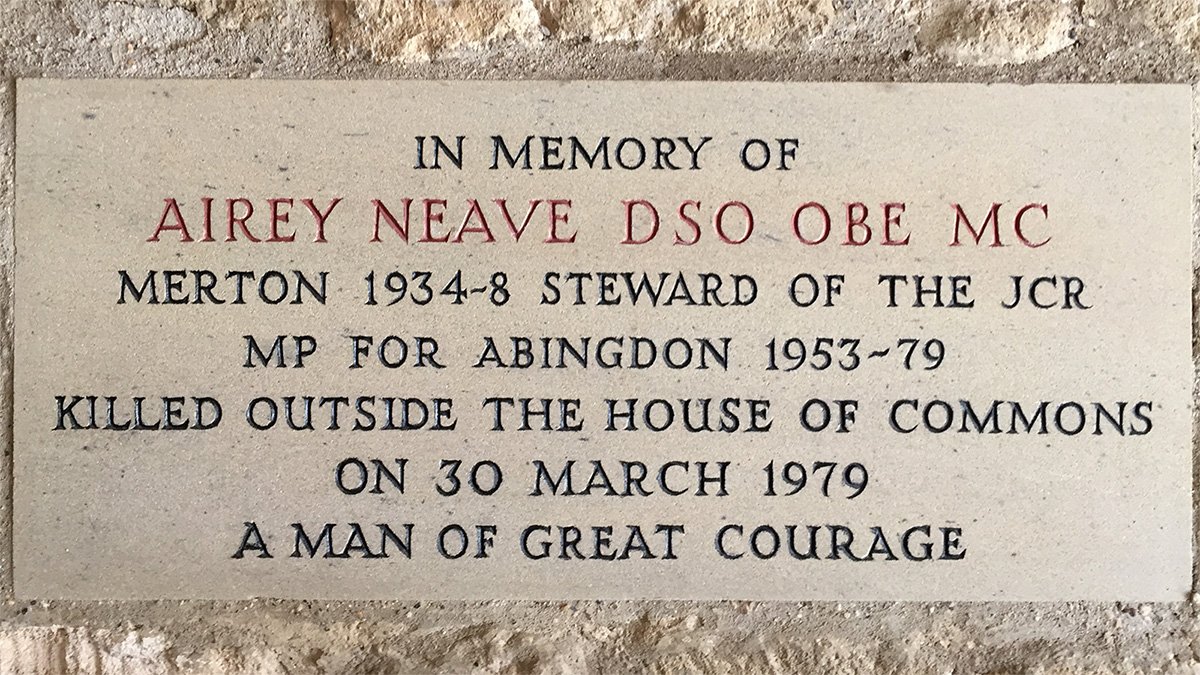 IN MEMORY OF
AIREY NEAVE DSO OBE MC
MERTON 1934-8 STEWARD OF THE JCR
MP FOR ABINGDON 1953~79
KILLED OUTSIDE THE HOUSE OF COMMONS
ON 30 MARCH 1979
A MAN OF GREAT COURAGE